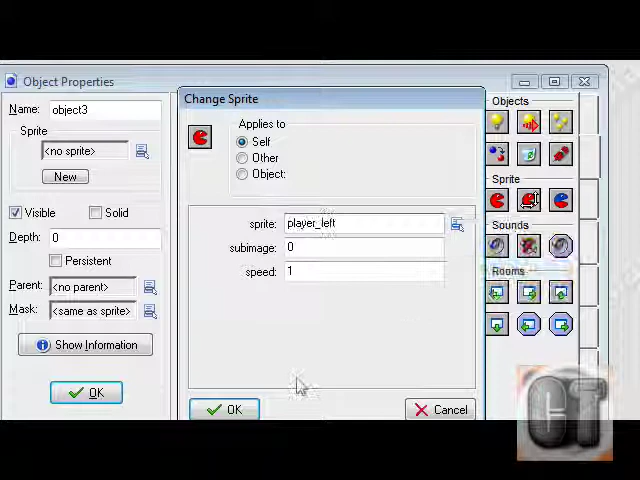 Object Properties
Name: object3
Sprite
<no sprite>
New
Visible
Solid
Depth: 0
Persistent
Parent: <no parent>
Mask: <same as sprite>
Show Information
OK
Change Sprite
Applies to
Self
Other
Object:
sprite: player_left
subimage: 0
speed: 1
OK
Cancel
Objects
Sprite
Sounds
Rooms
CT